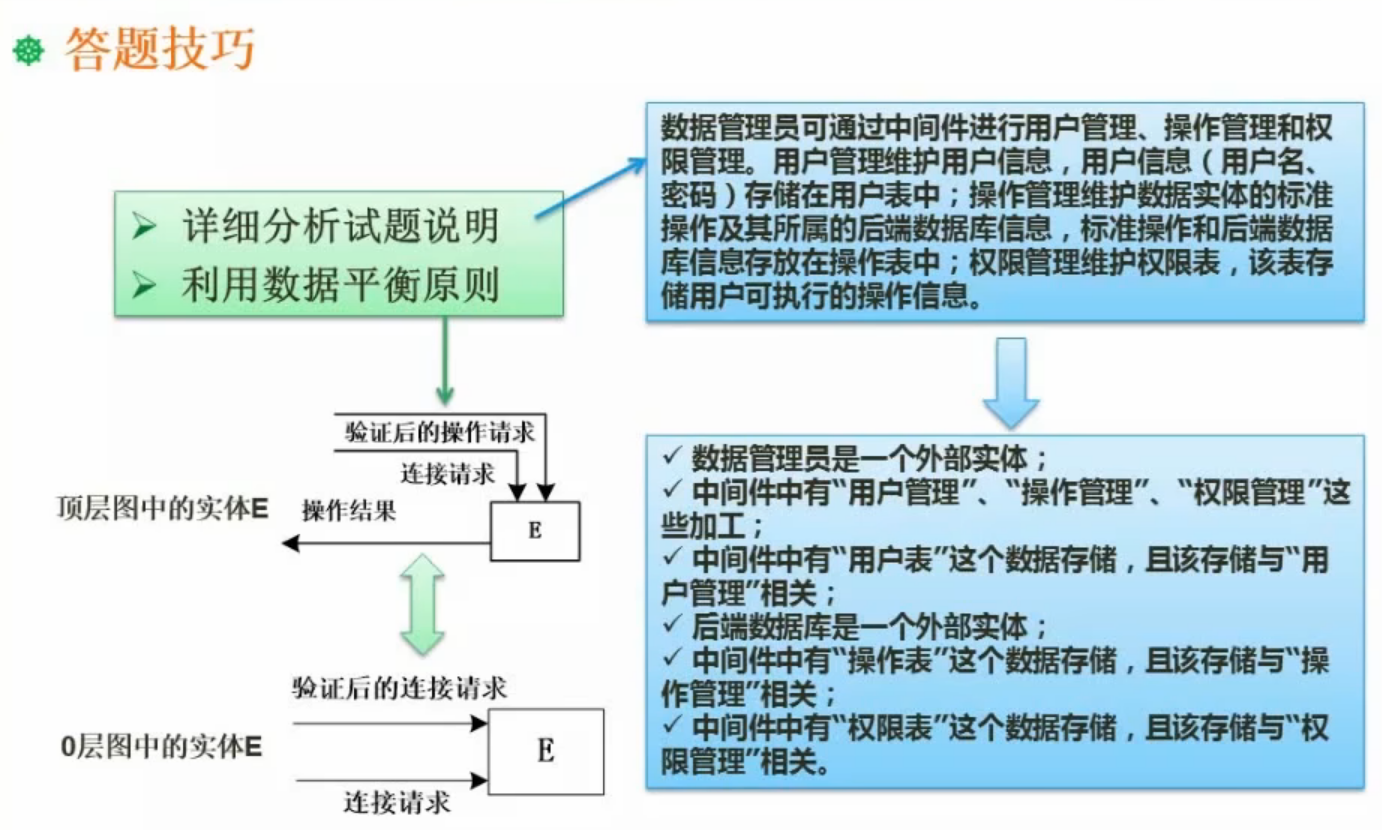 答题技巧
详细分析试题说明
利用数据平衡原则
数据管理员可通过中间件进行用户管理、操作管理和权
限管理。用户管理维护用户信息，用户信息（用户名、
密码）存储在用户表中；操作管理维护数据实体的标准
操作及其所属的后端数据库信息，标准操作和后端数据
库信息存放在操作表中；权限管理维护权限表，该表存
储用户可执行的操作信息。
✓ 数据管理员是一个外部实体；
✓ 中间件中有“用户管理”、“操作管理”、“权限管理”这
些加工；
✓ 中间件中有“用户表”这个数据存储，且该存储与“用
户管理”相关；
✓ 后端数据库是一个外部实体；
✓ 中间件中有“操作表”这个数据存储，且该存储与“操
作管理”相关；
✓ 中间件中有“权限表”这个数据存储，且该存储与“权
限管理”相关。
验证后的操作请求
连接请求
顶层图中的实体E
操作结果
E
验证后的连接请求
0层图中的实体E
E
连接请求